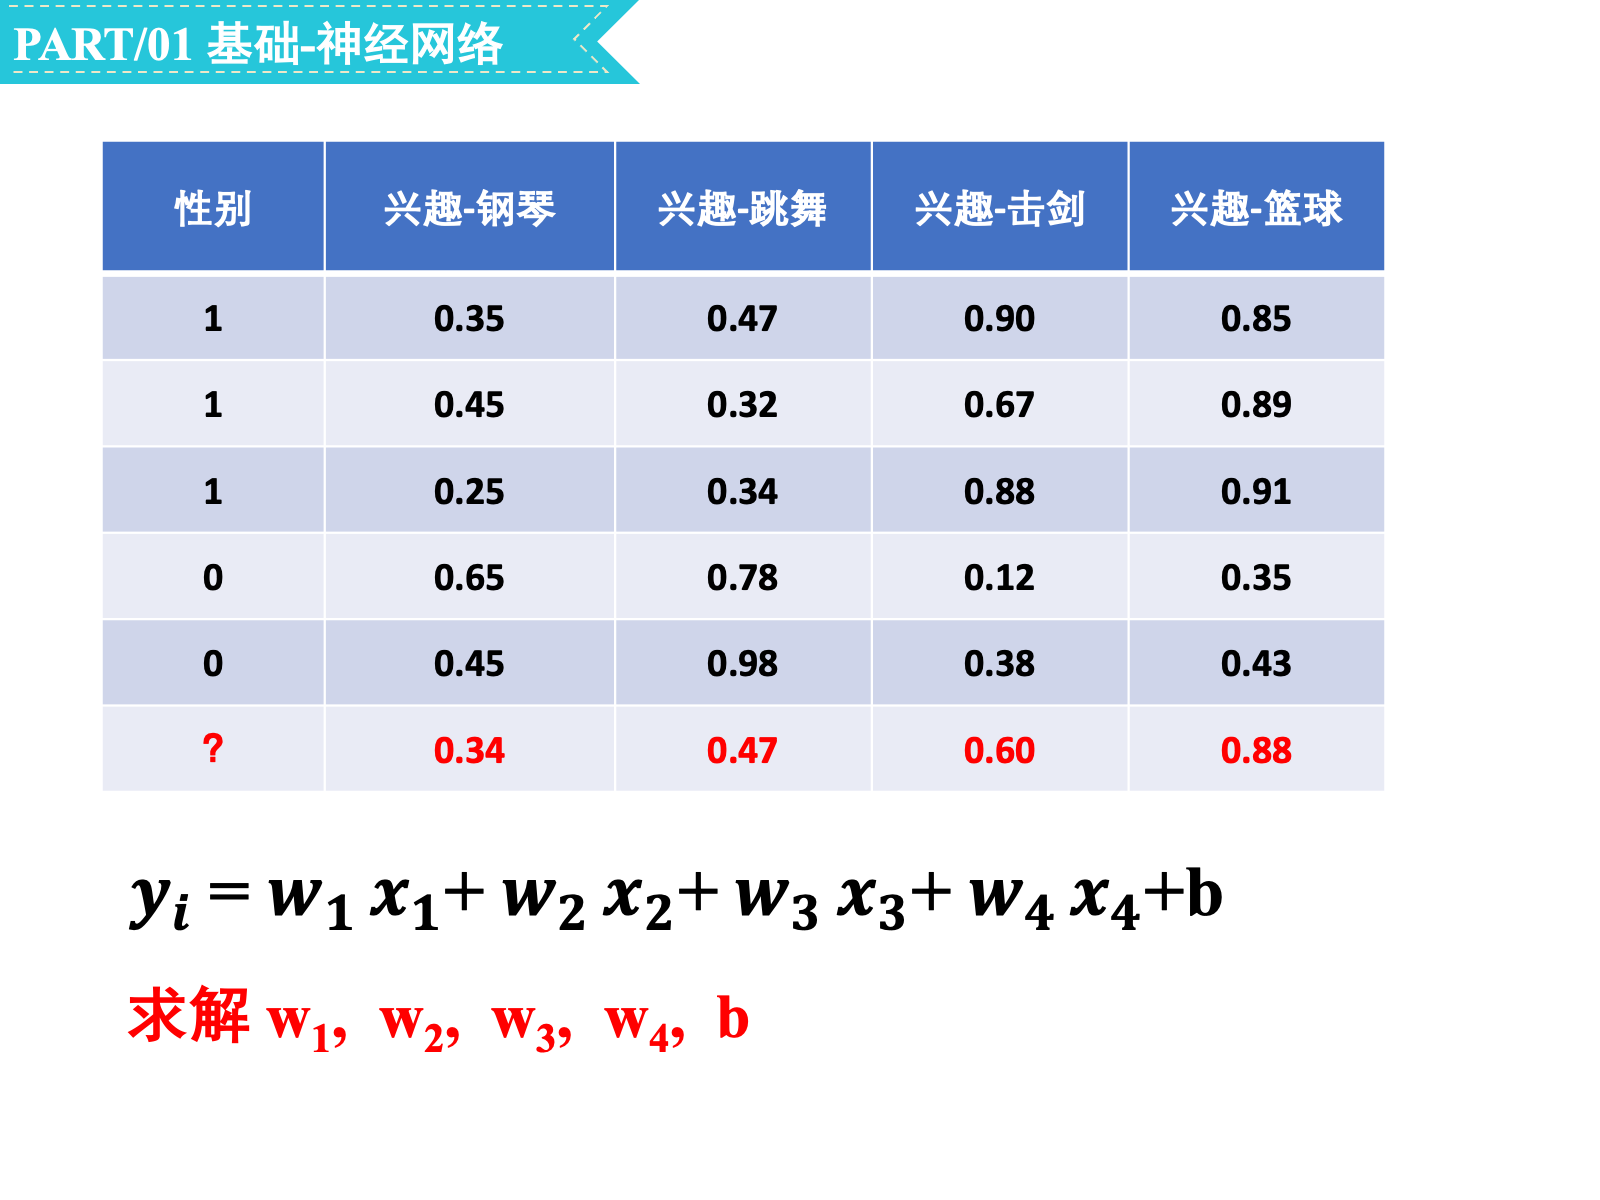 PART/01 基础-神经网络
性别 兴趣-钢琴 兴趣-跳舞 兴趣-击剑 兴趣-篮球
1 0.35 0.47 0.90 0.85
1 0.45 0.32 0.67 0.89
1 0.25 0.34 0.88 0.91
0 0.65 0.78 0.12 0.35
0 0.45 0.98 0.38 0.43
? 0.34 0.47 0.60 0.88
y_i = w_1 x_1+ w_2 x_2+ w_3 x_3+ w_4 x_4+b
求解 w_1, w_2, w_3, w_4, b